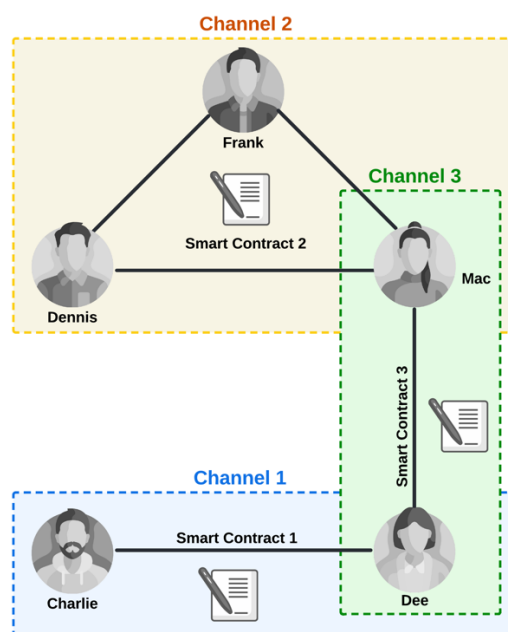 Channel 2
Frank
Channel 3
Smart Contract 2
Mac
Dennis
Smart Contract 3
Channel 1
Smart Contract 1
Charlie
Dee